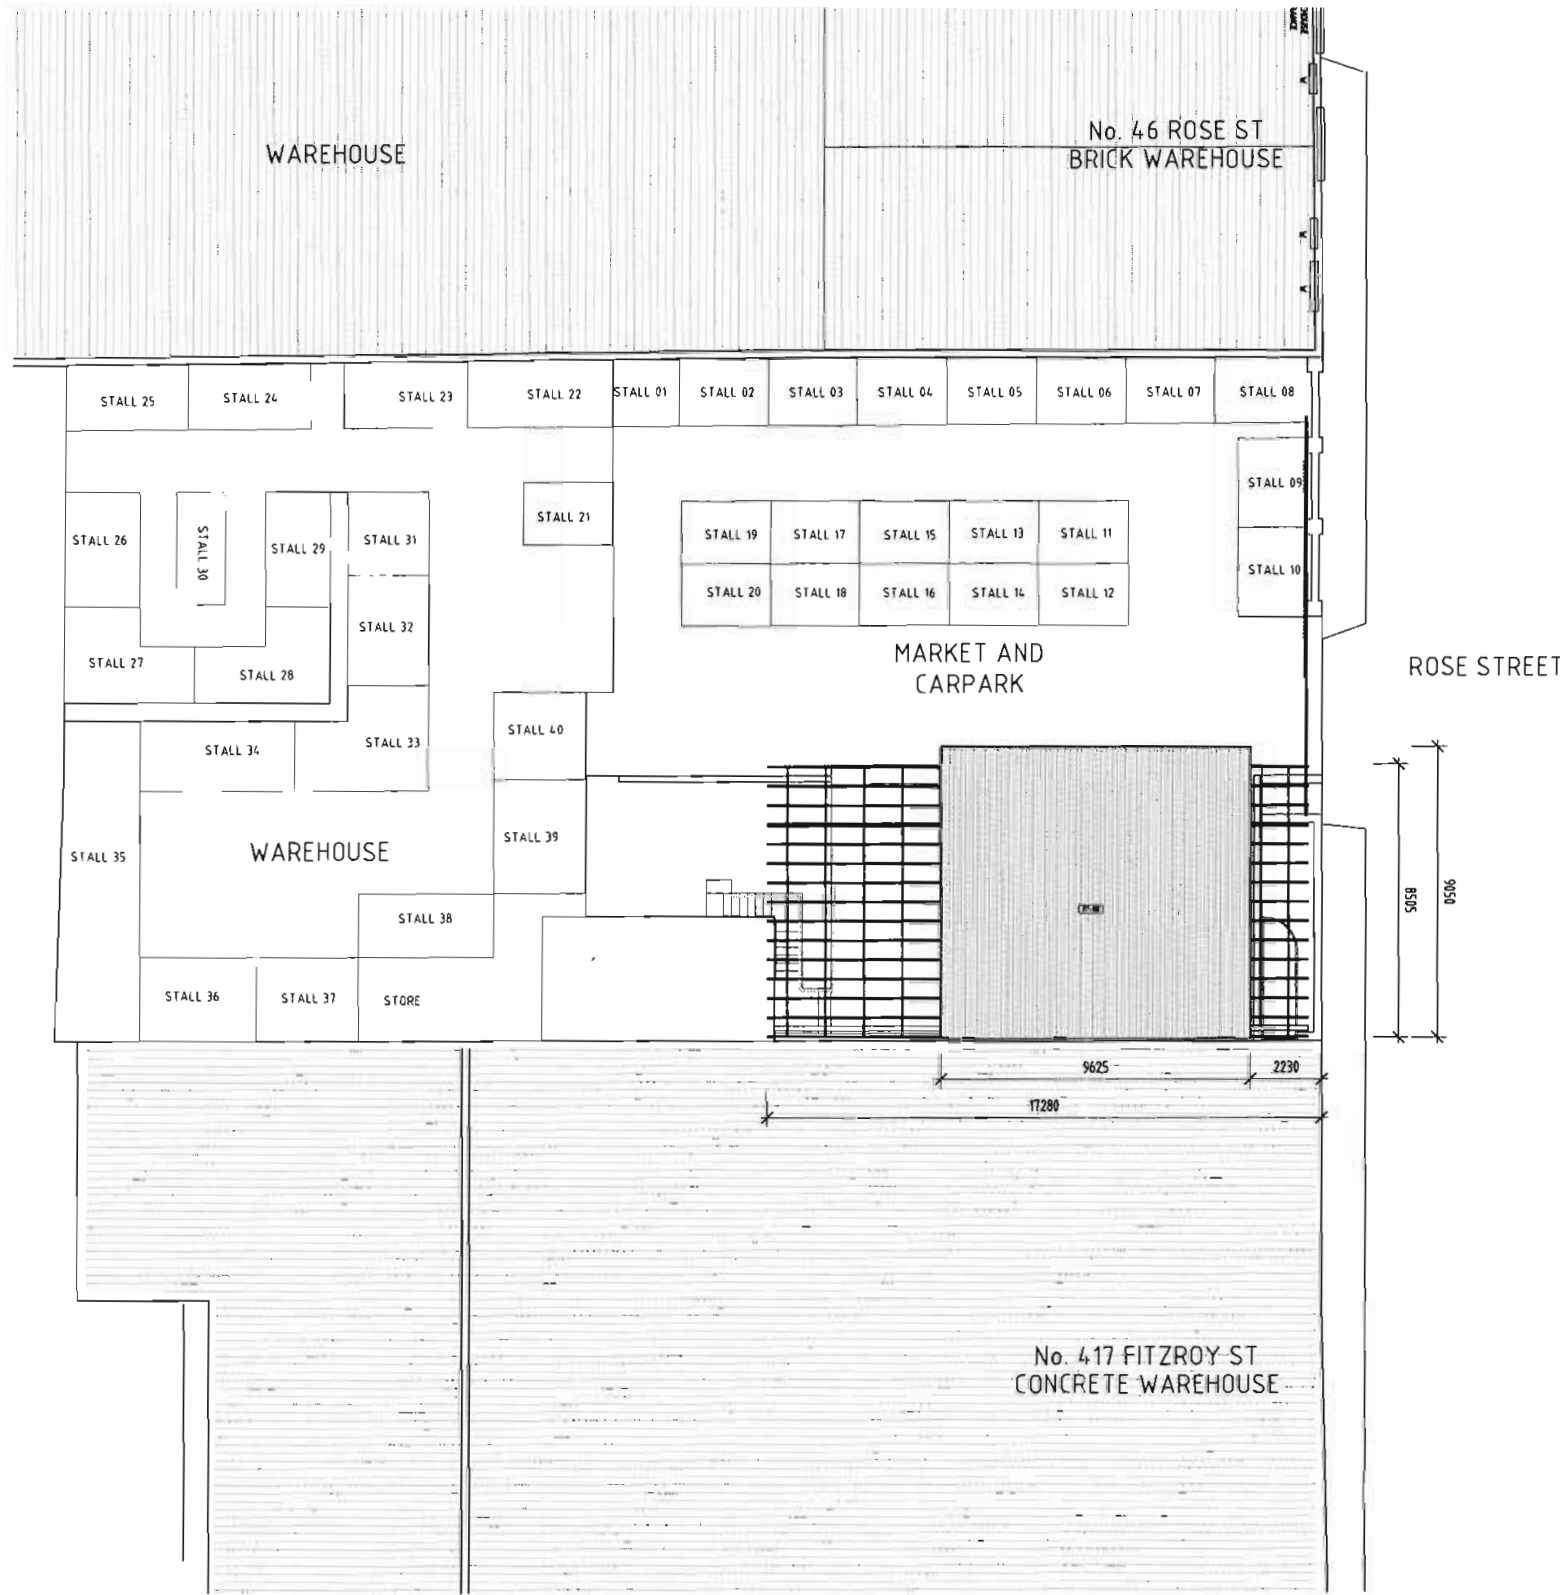 WAREHOUSE
No. 46 ROSE ST
BRICK WAREHOUSE
STALL 25
STALL 24
STALL 23
STALL 22
STALL 01
STALL 02
STALL 03
STALL 04
STALL 05
STALL 06
STALL 07
STALL 08
STALL 09
STALL 26
STALL 30
STALL 29
STALL 31
STALL 21
STALL 19
STALL 17
STALL 15
STALL 13
STALL 11
STALL 10
STALL 20
STALL 18
STALL 16
STALL 14
STALL 12
STALL 32
STALL 27
STALL 28
MARKET AND
CARPARK
ROSE STREET
STALL 34
STALL 33
STALL 40
STALL 35
WAREHOUSE
STALL 39
STALL 38
8505
9050
STALL 36
STALL 37
STORE
9625
2230
17280
No. 417 FITZROY ST
CONCRETE WAREHOUSE